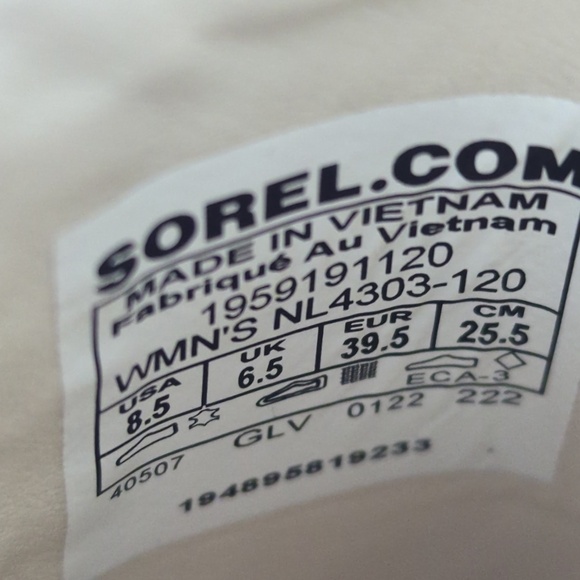 SOREL.COM
MADE IN VIETNAM
Fabriqué Au Vietnam
1959191120
WMN'S NL4303-120
USA UK EUR CM
8.5 6.5 39.5 25.5
ECA-3
40507 GLV 0122 222
194895819233